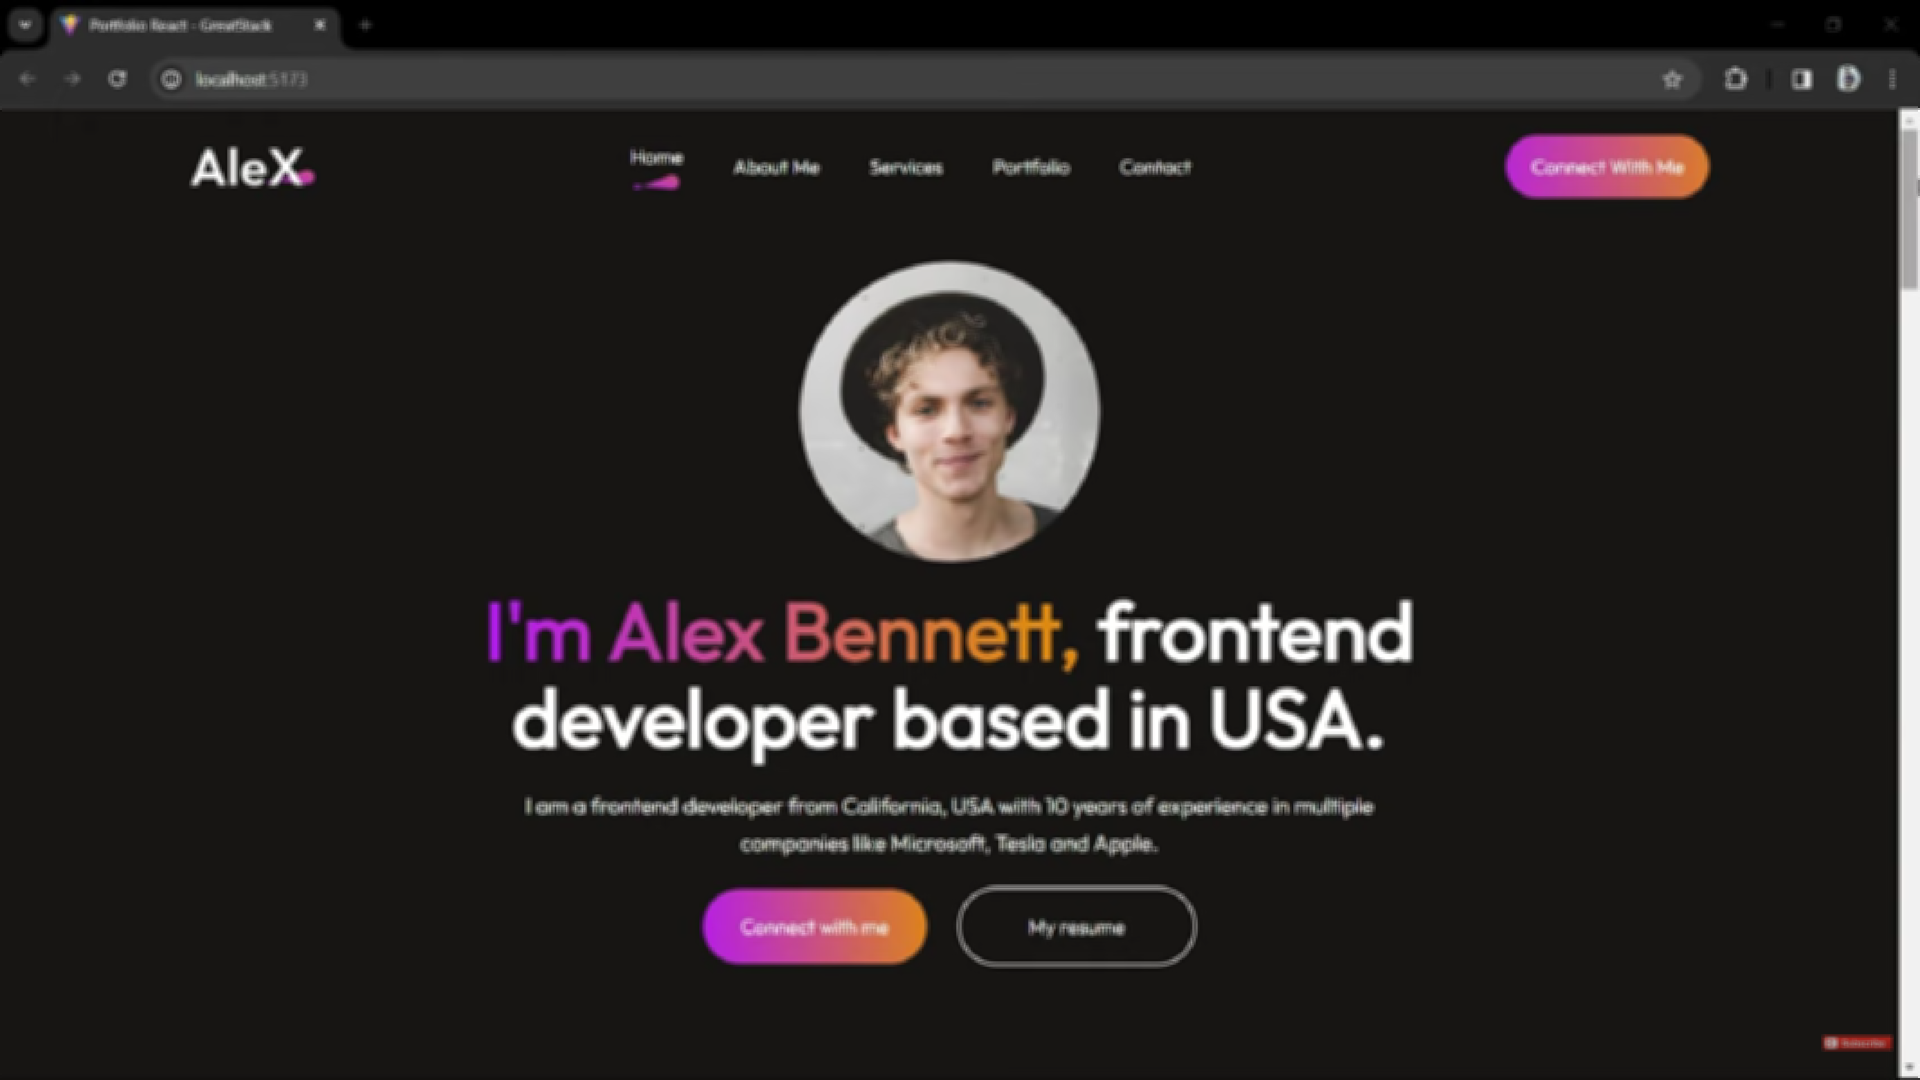 Portfolio React - GreatStack
localhost:5173
AleX
Home
About Me
Services
Portfolio
Contact
Connect With Me
I'm Alex Bennett, frontend
developer based in USA.
I am a frontend developer from California, USA with 10 years of experience in multiple
companies like Microsoft, Tesla and Apple.
Connect with me
My resume
Subscribe